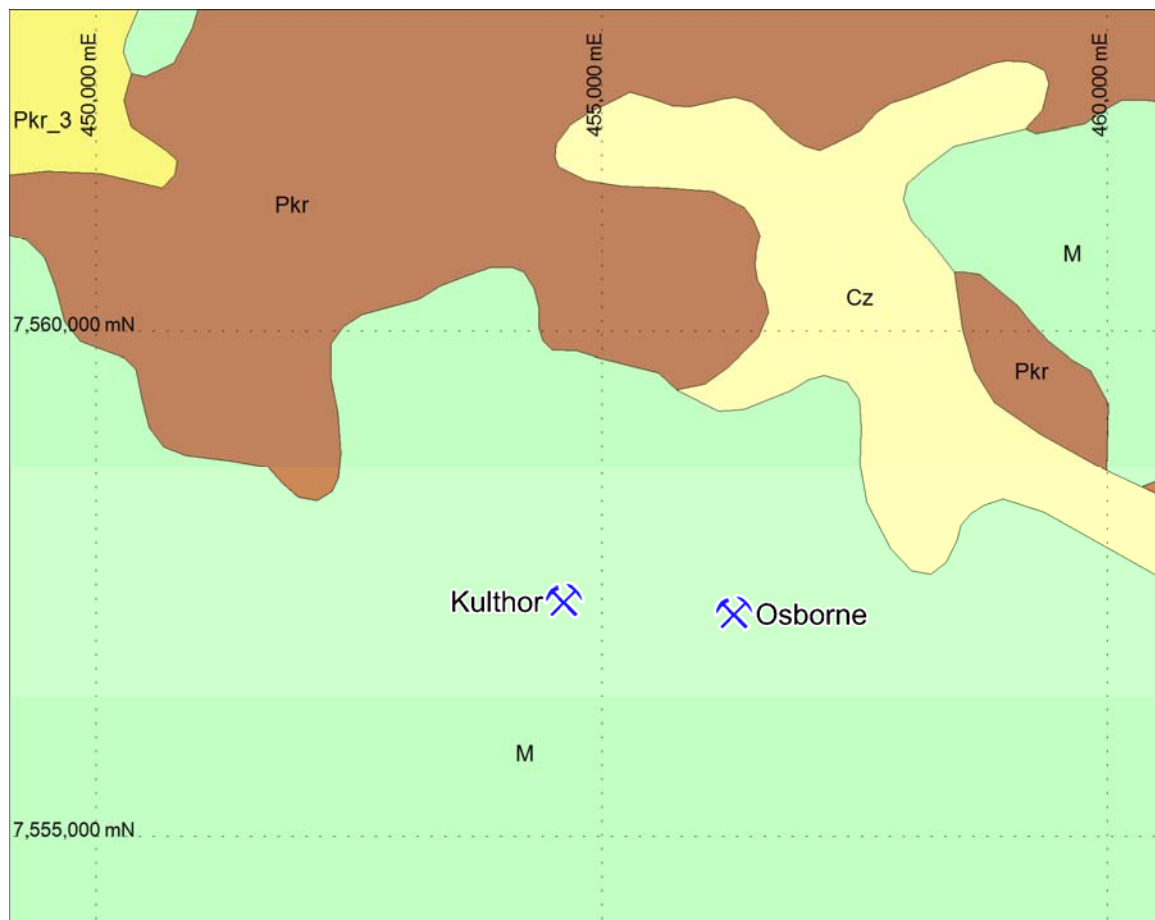 450,000 mE
455,000 mE
460,000 mE
Pkr_3
Pkr
M
Cz
7,560,000 mN
Pkr
Kulthor
Osborne
M
7,555,000 mN